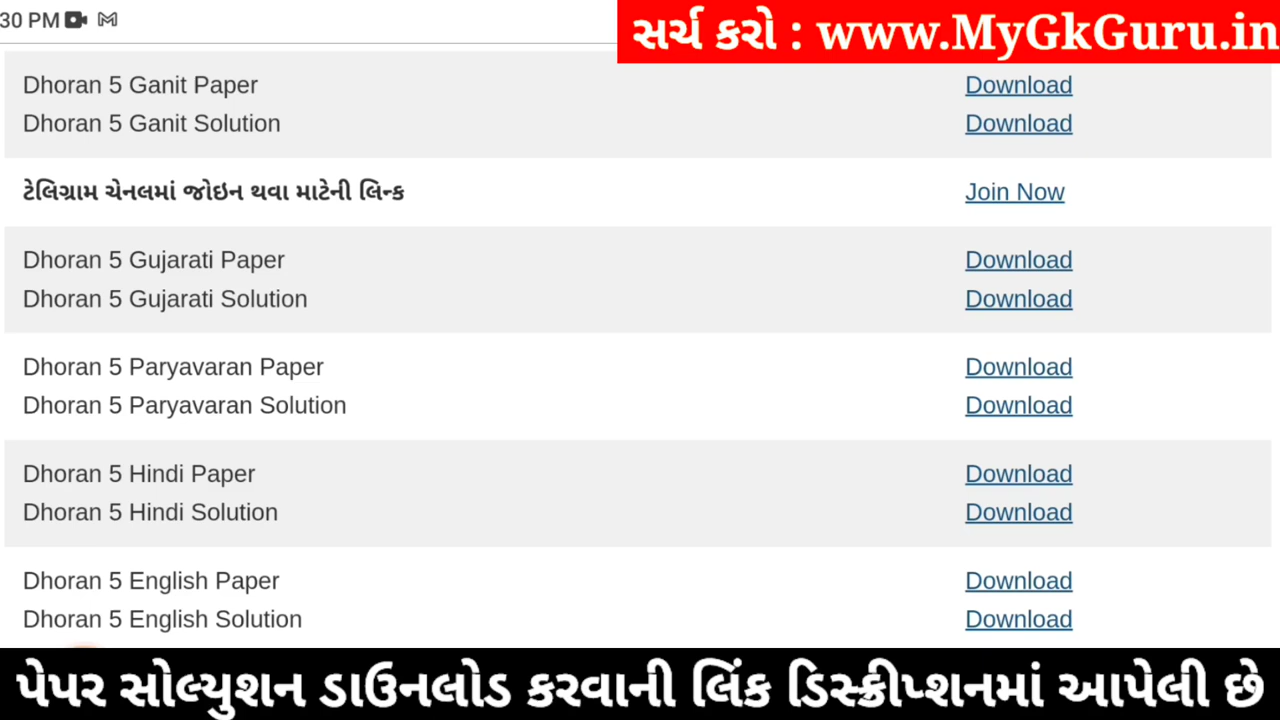 30 PM
સર્ચ કરો : www.MyGkGuru.in
Dhoran 5 Ganit Paper Download
Dhoran 5 Ganit Solution Download
ટેલિગ્રામ ચેનલમાં જોઇન થવા માટેની લિન્ક Join Now
Dhoran 5 Gujarati Paper Download
Dhoran 5 Gujarati Solution Download
Dhoran 5 Paryavaran Paper Download
Dhoran 5 Paryavaran Solution Download
Dhoran 5 Hindi Paper Download
Dhoran 5 Hindi Solution Download
Dhoran 5 English Paper Download
Dhoran 5 English Solution Download
પેપર સોલ્યુશન ડાઉનલોડ કરવાની લિંક ડિસ્ક્રીપ્શનમાં આપેલી છે